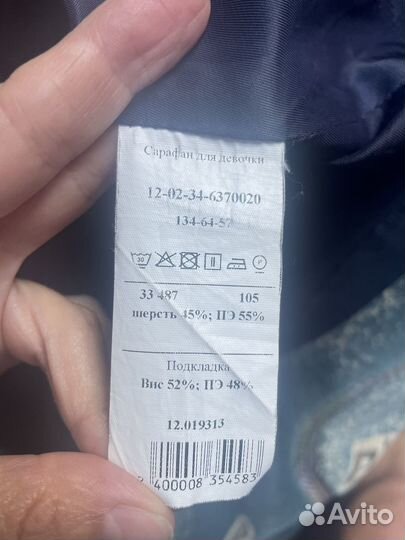 Сарафан для девочки
12-02-34-6370020
134-64-57
30
33 487 105
шерсть 45%; ПЭ 55%
Подкладка
Вис 52%; ПЭ 48%
12.019313
400008 354583
Avito